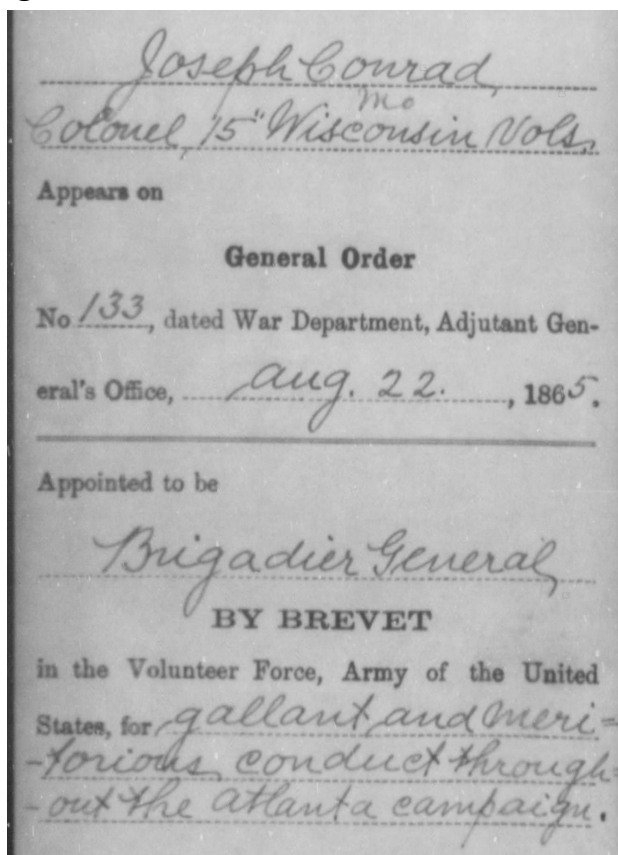 Joseph Conrad,
Mo
Colonel, 15" Wisconsin Vols.
Appears on
General Order
No 133, dated War Department, Adjutant Gen-
eral's Office, Aug. 22. , 1865.
Appointed to be
Brigadier General,
BY BREVET
in the Volunteer Force, Army of the United
States, for gallant and meri-
-torious conduct through-
-out the Atlanta campaign.